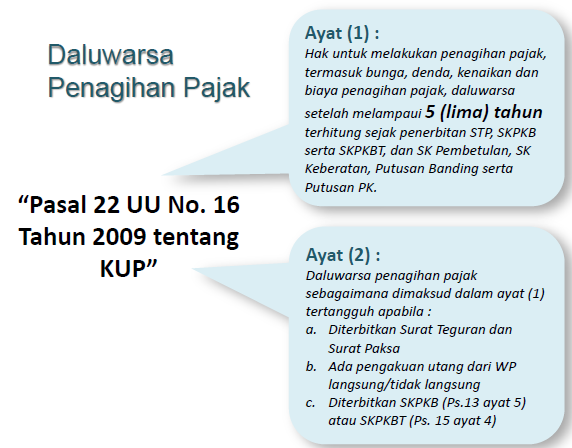 Daluwarsa
Penagihan Pajak
Ayat (1) :
Hak untuk melakukan penagihan pajak,
termasuk bunga, denda, kenaikan dan
biaya penagihan pajak, daluwarsa
setelah melampaui 5 (lima) tahun
terhitung sejak penerbitan STP, SKPKB
serta SKPKBT, dan SK Pembetulan, SK
Keberatan, Putusan Banding serta
Putusan PK.
“Pasal 22 UU No. 16
Tahun 2009 tentang
KUP”
Ayat (2) :
Daluwarsa penagihan pajak
sebagaimana dimaksud dalam ayat (1)
tertangguh apabila :
a. Diterbitkan Surat Teguran dan
Surat Paksa
b. Ada pengakuan utang dari WP
langsung/tidak langsung
c. Diterbitkan SKPKB (Ps.13 ayat 5)
atau SKPKBT (Ps. 15 ayat 4)